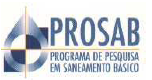 PROSAB
PROGRAMA DE PESQUISA
EM SANEAMENTO BÁSICO